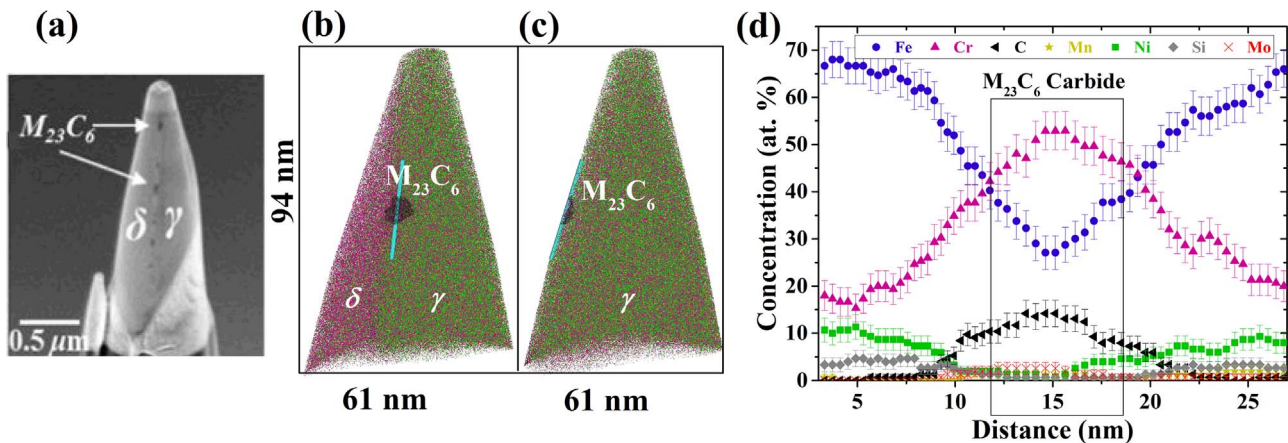 (a)
M23C6
δ
γ
0.5 μm
(b)
94 nm
M23C6
δ
γ
61 nm
(c)
M23C6
γ
61 nm
(d)
Fe Cr C Mn Ni Si Mo
M23C6 Carbide
Concentration (at. %)
70
60
50
40
30
20
10
0
5 10 15 20 25
Distance (nm)